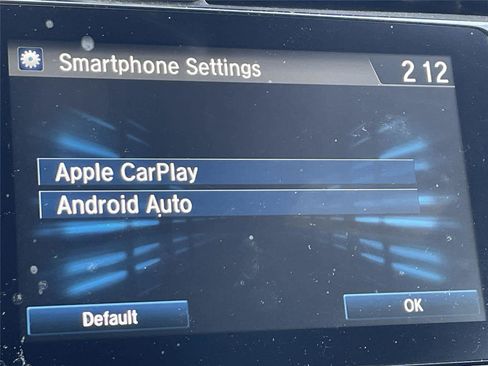 Smartphone Settings 2 12
Apple CarPlay
Android Auto
Default OK